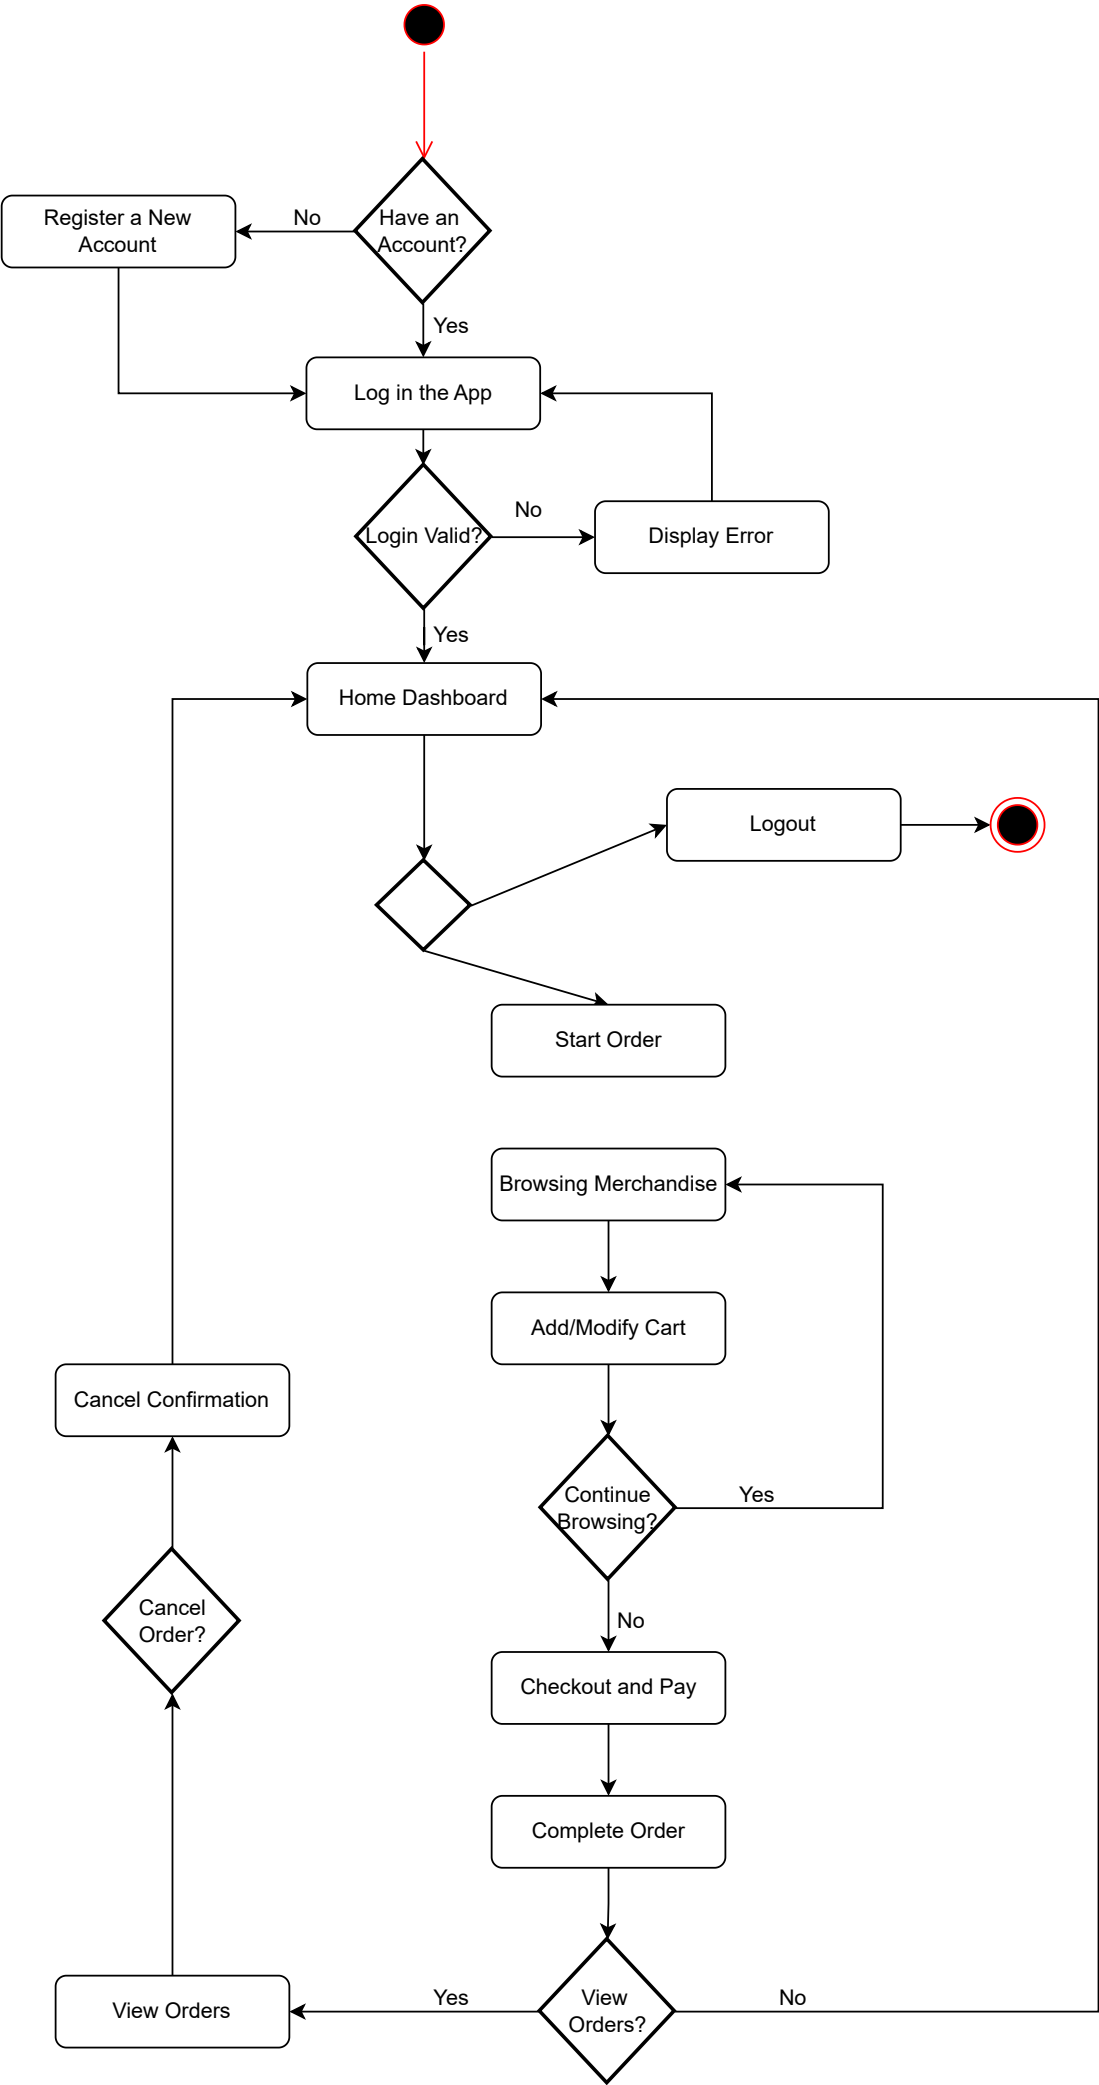 Have an
Account?
No
Register a New
Account
Yes
Log in the App
Login Valid?
No
Display Error
Yes
Home Dashboard
Logout
Start Order
Browsing Merchandise
Add/Modify Cart
Cancel Confirmation
Continue
Browsing?
Yes
Cancel
Order?
No
Checkout and Pay
Complete Order
View
Orders?
Yes
No
View Orders